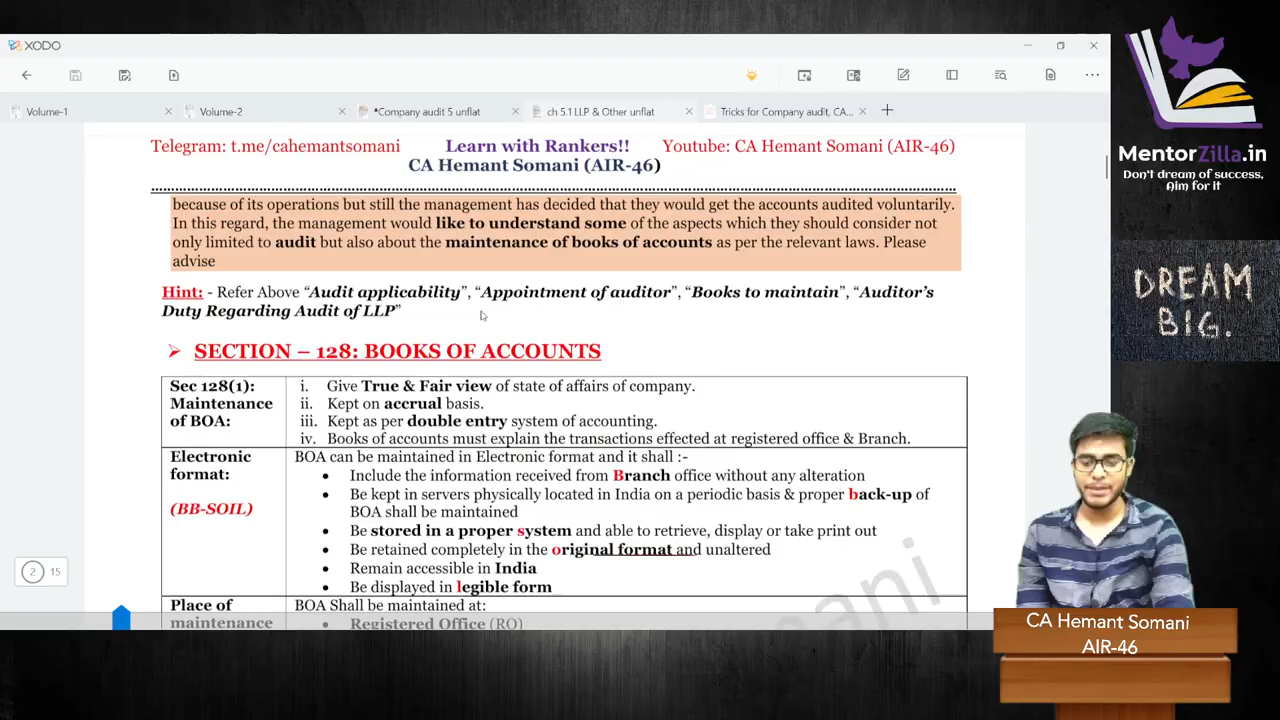 XODO
Volume-1
Volume-2
*Company audit 5 unflat
ch 5.1 LLP & Other unflat
Tricks for Company audit, CA...
Telegram: t.me/cahemantsomani Learn with Rankers!! Youtube: CA Hemant Somani (AIR-46)
CA Hemant Somani (AIR-46)
because of its operations but still the management has decided that they would get the accounts audited voluntarily.
In this regard, the management would like to understand some of the aspects which they should consider not
only limited to audit but also about the maintenance of books of accounts as per the relevant laws. Please
advise
Hint: - Refer Above “Audit applicability”, “Appointment of auditor”, “Books to maintain”, “Auditor’s
Duty Regarding Audit of LLP”
➢ SECTION – 128: BOOKS OF ACCOUNTS
Sec 128(1):
Maintenance
of BOA:
i. Give True & Fair view of state of affairs of company.
ii. Kept on accrual basis.
iii. Kept as per double entry system of accounting.
iv. Books of accounts must explain the transactions effected at registered office & Branch.
Electronic
format:
(BB-SOIL)
BOA can be maintained in Electronic format and it shall :-
• Include the information received from Branch office without any alteration
• Be kept in servers physically located in India on a periodic basis & proper back-up of
BOA shall be maintained
• Be stored in a proper system and able to retrieve, display or take print out
• Be retained completely in the original format and unaltered
• Remain accessible in India
• Be displayed in legible form
Place of
maintenance
BOA Shall be maintained at:
• Registered Office (RO)
2 15
MentorZilla.in
Don't dream of success,
Aim for it
DREAM
BIG.
CA Hemant Somani
AIR-46